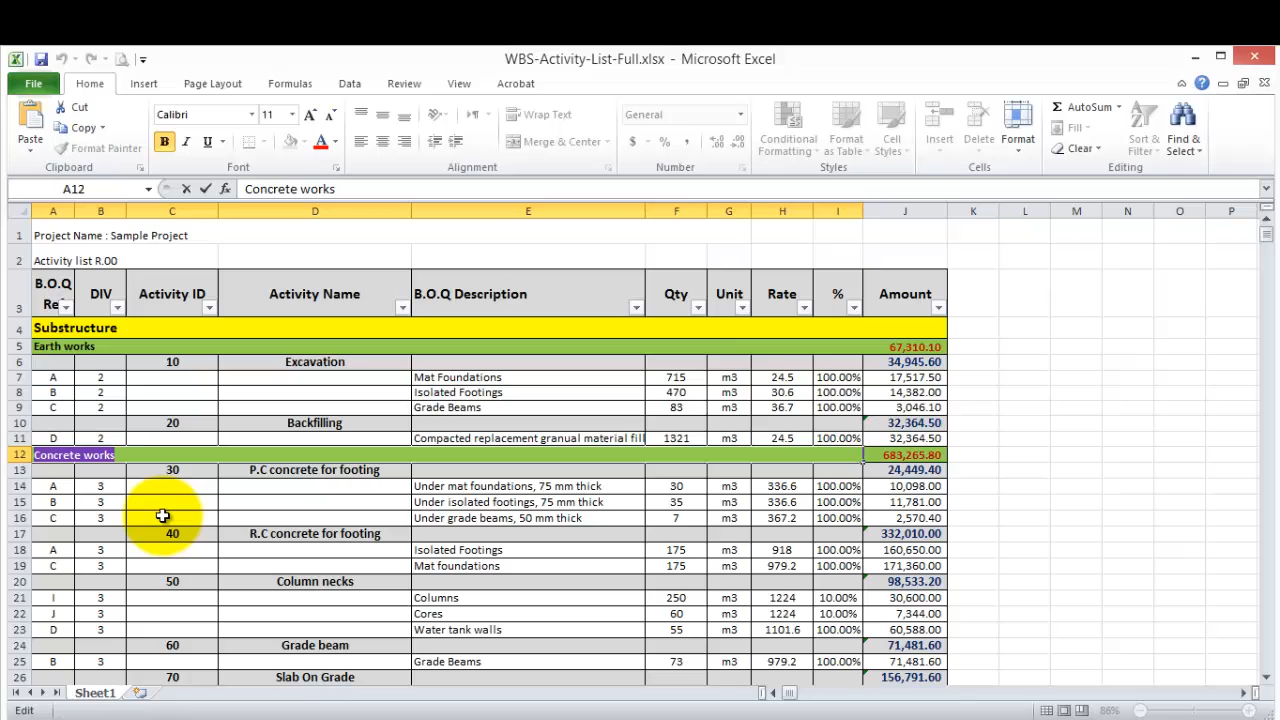 WBS-Activity-List-Full.xlsx - Microsoft Excel
File Home Insert Page Layout Formulas Data Review View Acrobat
Paste Cut Copy Format Painter Clipboard
Calibri 11 B I U A Font
Wrap Text Merge & Center Alignment
General $ % , Number
Conditional Formatting Format as Table Cell Styles Styles
Insert Delete Format Cells
AutoSum Fill Clear Sort & Filter Find & Select Editing
A12 fx Concrete works
A B C D E F G H I J K L M N O P
1 Project Name : Sample Project
2 Activity list R.00
3 B.O.Q DIV Activity ID Activity Name B.O.Q Description Qty Unit Rate % Amount
4 Substructure
5 Earth works 67,310.10
6 10 Excavation 34,945.60
7 A 2 Mat Foundations 715 m3 24.5 100.00% 17,517.50
8 B 2 Isolated Footings 470 m3 30.6 100.00% 14,382.00
9 C 2 Grade Beams 83 m3 36.7 100.00% 3,046.10
10 20 Backfilling 32,364.50
11 D 2 Compacted replacement granual material fill 1321 m3 24.5 100.00% 32,364.50
12 Concrete works 683,265.80
13 30 P.C concrete for footing 24,449.40
14 A 3 Under mat foundations, 75 mm thick 30 m3 336.6 100.00% 10,098.00
15 B 3 Under isolated footings, 75 mm thick 35 m3 336.6 100.00% 11,781.00
16 C 3 Under grade beams, 50 mm thick 7 m3 367.2 100.00% 2,570.40
17 40 R.C concrete for footing 332,010.00
18 A 3 Isolated Footings 175 m3 918 100.00% 160,650.00
19 C 3 Mat foundations 175 m3 979.2 100.00% 171,360.00
20 50 Column necks 98,533.20
21 I 3 Columns 250 m3 1224 10.00% 30,600.00
22 J 3 Cores 60 m3 1224 10.00% 7,344.00
23 D 3 Water tank walls 55 m3 1101.6 100.00% 60,588.00
24 60 Grade beam 71,481.60
25 B 3 Grade Beams 73 m3 979.2 100.00% 71,481.60
26 70 Slab On Grade 156,791.60
Sheet1
Edit 86%